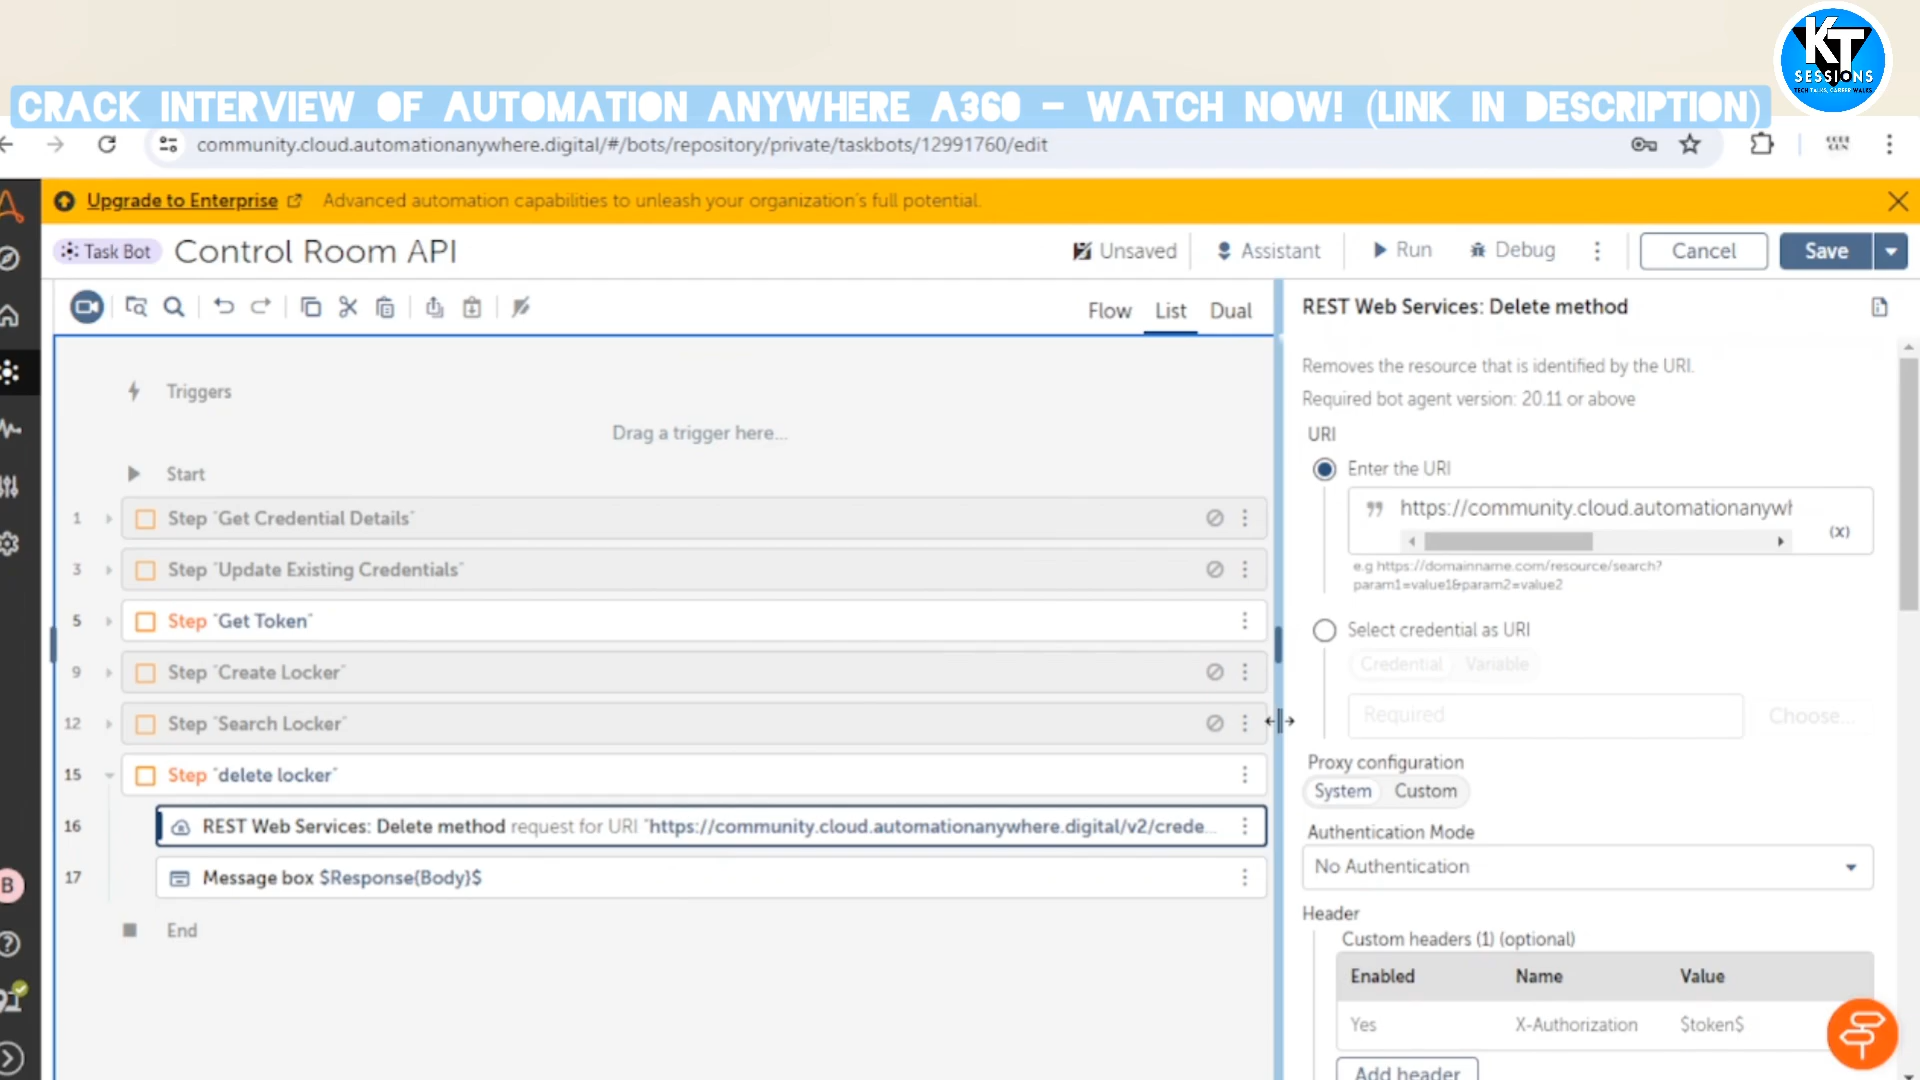 KT
SESSIONS
TECH TALKS, CAREER WALKS
CRACK INTERVIEW OF AUTOMATION ANYWHERE A360 - WATCH NOW! (LINK IN DESCRIPTION)
community.cloud.automationanywhere.digital/#/bots/repository/private/taskbots/12991760/edit
Upgrade to Enterprise Advanced automation capabilities to unleash your organization's full potential.
Task Bot Control Room API Unsaved Assistant Run Debug Cancel Save
Flow List Dual
Triggers
Drag a trigger here...
Start
1 Step "Get Credential Details"
3 Step "Update Existing Credentials"
5 Step "Get Token"
9 Step "Create Locker"
12 Step "Search Locker"
15 Step "delete locker"
16 REST Web Services: Delete method request for URI "https://community.cloud.automationanywhere.digital/v2/crede...
17 Message box $Response{Body}$
End
B
REST Web Services: Delete method
Removes the resource that is identified by the URI.
Required bot agent version: 20.11 or above
URI
Enter the URI
https://community.cloud.automationanywh
(x)
e.g https://domainname.com/resource/search?
param1=value1&param2=value2
Select credential as URI
Credential Variable
Required Choose...
Proxy configuration
System Custom
Authentication Mode
No Authentication
Header
Custom headers (1) (optional)
Enabled Name Value
Yes X-Authorization $token$
Add header